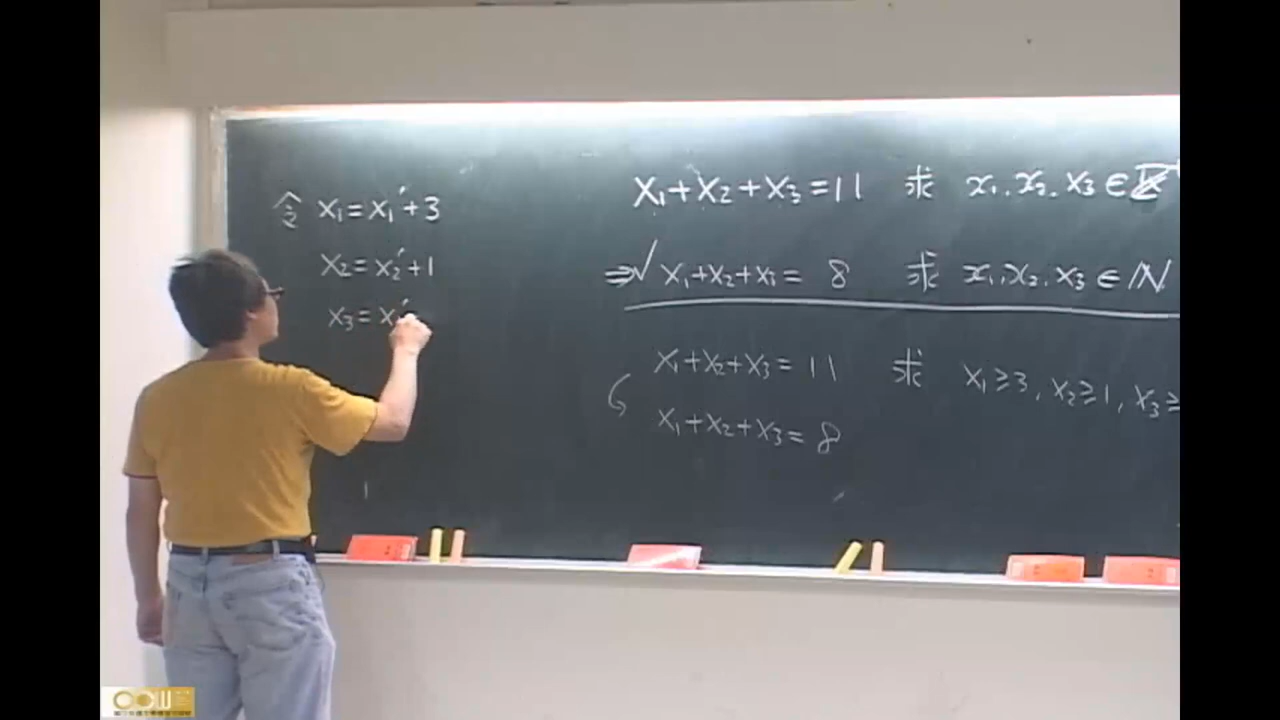 令 x₁ = x₁′ + 3
x₂ = x₂′ + 1
x₃ = x′
x₁ + x₂ + x₃ = 11 求 x₁, x₂, x₃ ∈
⇒ √ x₁ + x₂ + x₃ = 8 求 x₁, x₂, x₃ ∈ ℕ
x₁ + x₂ + x₃ = 11 求 x₁ ≥ 3, x₂ ≥ 1, x₃ ≥
x₁ + x₂ + x₃ = 8
OCW